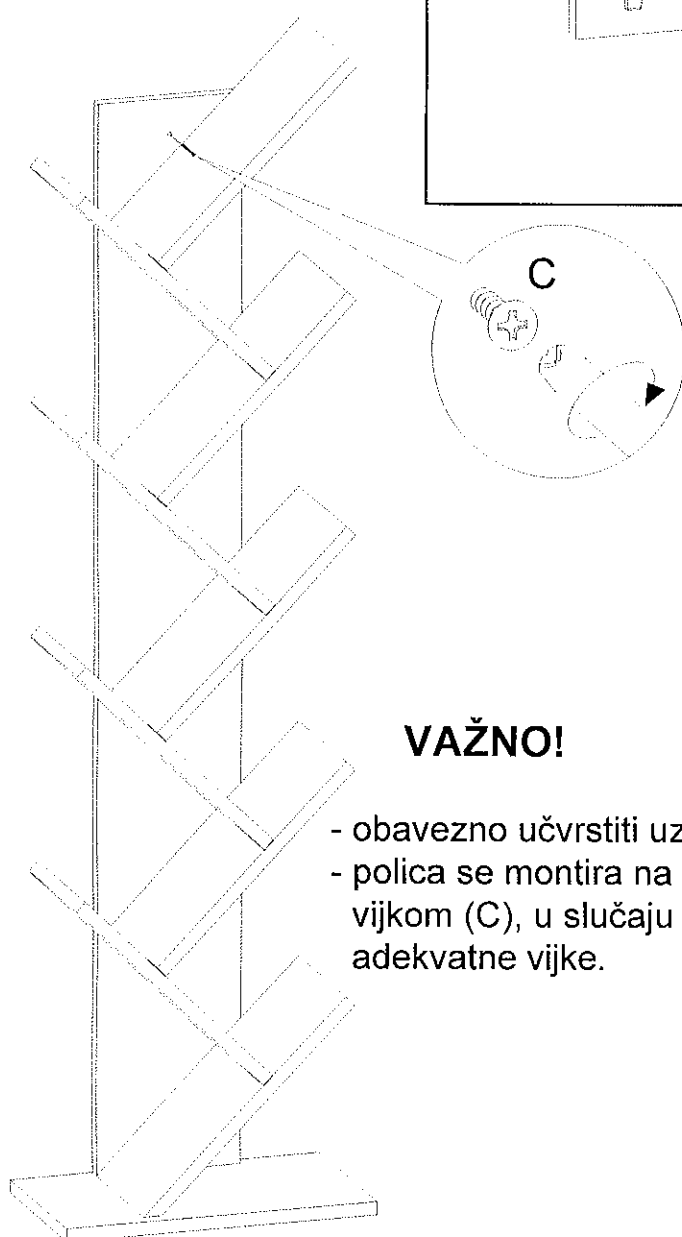 C
VAŽNO!
- obavezno učvrstiti uz
- polica se montira na
vijkom (C), u slučaju
adekvatne vijke.